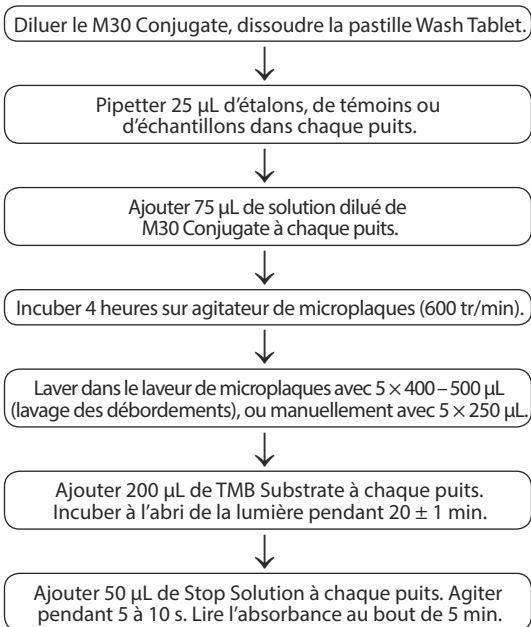 Diluer le M30 Conjugate, dissoudre la pastille Wash Tablet.
Pipetter 25 µL d’étalons, de témoins ou
d’échantillons dans chaque puits.
Ajouter 75 µL de solution dilué de
M30 Conjugate à chaque puits.
Incuber 4 heures sur agitateur de microplaques (600 tr/min).
Laver dans le laveur de microplaques avec 5 × 400 – 500 µL
(lavage des débordements), ou manuellement avec 5 × 250 µL.
Ajouter 200 µL de TMB Substrate à chaque puits.
Incuber à l’abri de la lumière pendant 20 ± 1 min.
Ajouter 50 µL de Stop Solution à chaque puits. Agiter
pendant 5 à 10 s. Lire l’absorbance au bout de 5 min.